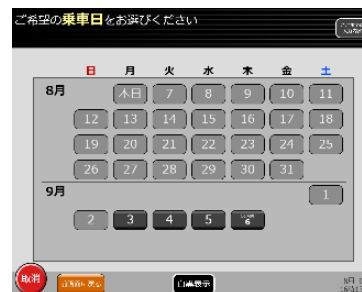 ご希望の乗車日をお選びください
日 月 火 水 木 金 土
8月 本日 7 8 9 10 11
12 13 14 15 16 17 18
19 20 21 22 23 24 25
26 27 28 29 30 31
9月 1
2 3 4 5 6
取消 白黒表示